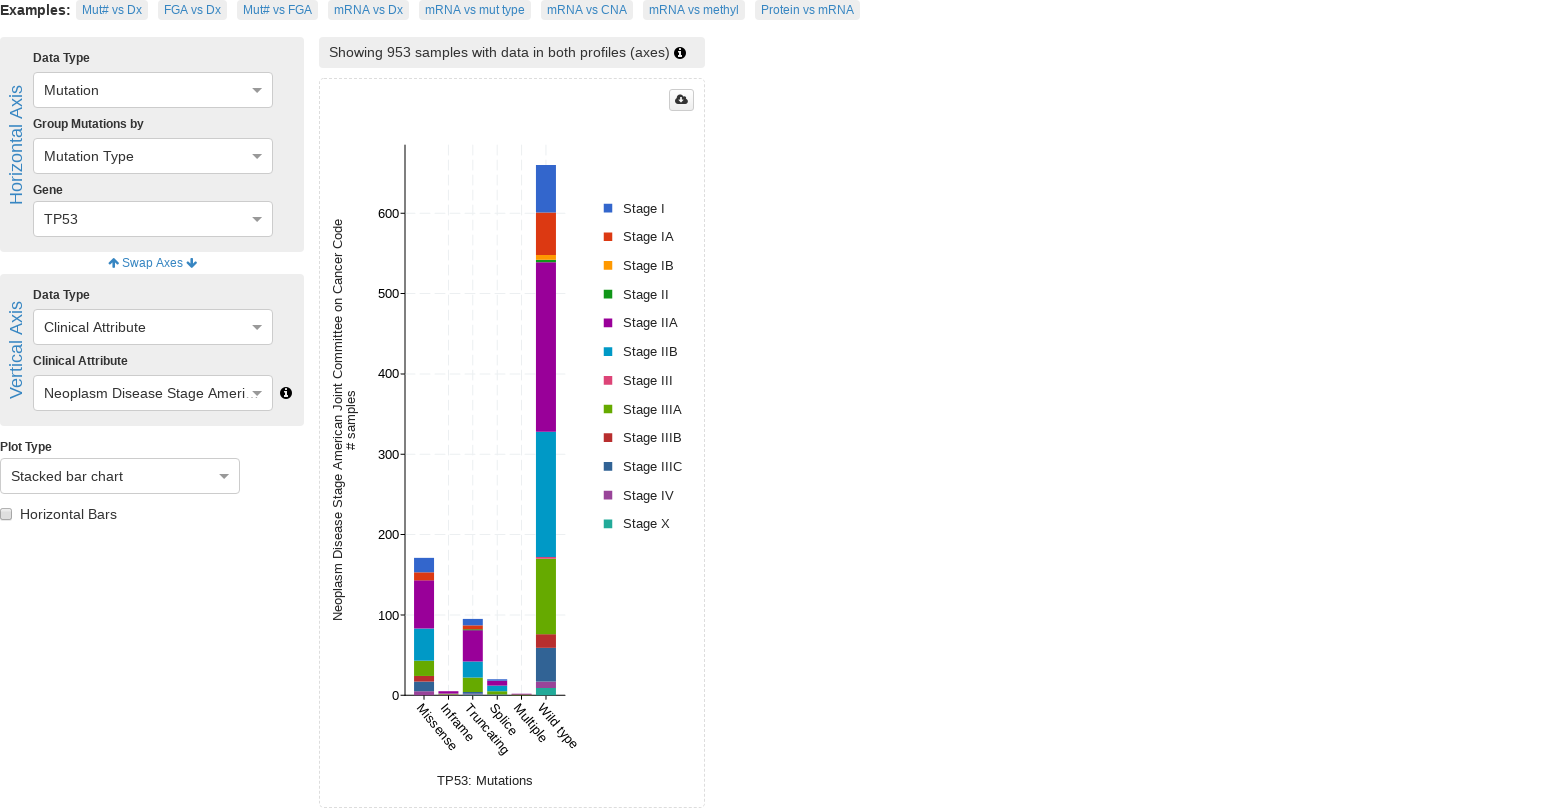 Examples: Mut# vs Dx FGA vs Dx Mut# vs FGA mRNA vs Dx mRNA vs mut type mRNA vs CNA mRNA vs methyl Protein vs mRNA
Horizontal Axis
Data Type
Mutation
Group Mutations by
Mutation Type
Gene
TP53
Swap Axes
Vertical Axis
Data Type
Clinical Attribute
Clinical Attribute
Neoplasm Disease Stage Ameri...
Plot Type
Stacked bar chart
Horizontal Bars
Showing 953 samples with data in both profiles (axes)
Neoplasm Disease Stage American Joint Committee on Cancer Code
# samples
600
500
400
300
200
100
0
Missense
Inframe
Truncating
Splice
Multiple
Wild type
TP53: Mutations
Stage I
Stage IA
Stage IB
Stage II
Stage IIA
Stage IIB
Stage III
Stage IIIA
Stage IIIB
Stage IIIC
Stage IV
Stage X